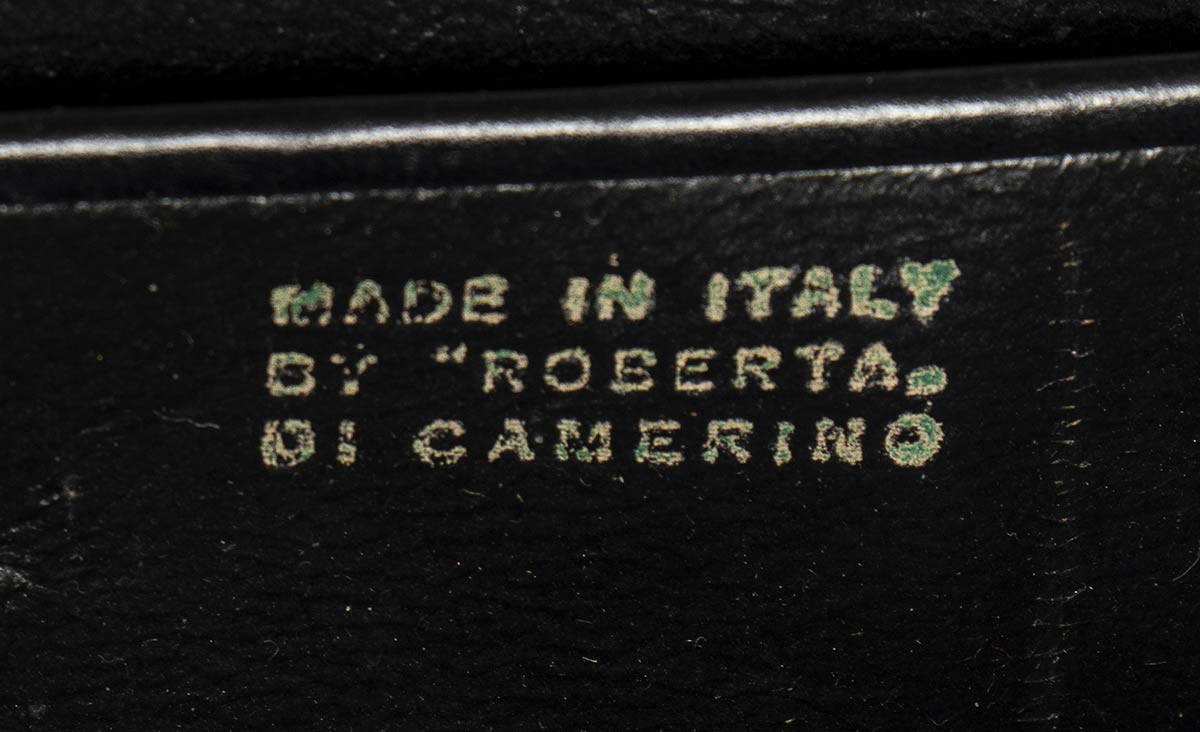 MADE IN ITALY
BY "ROBERTA„
DI CAMERINO